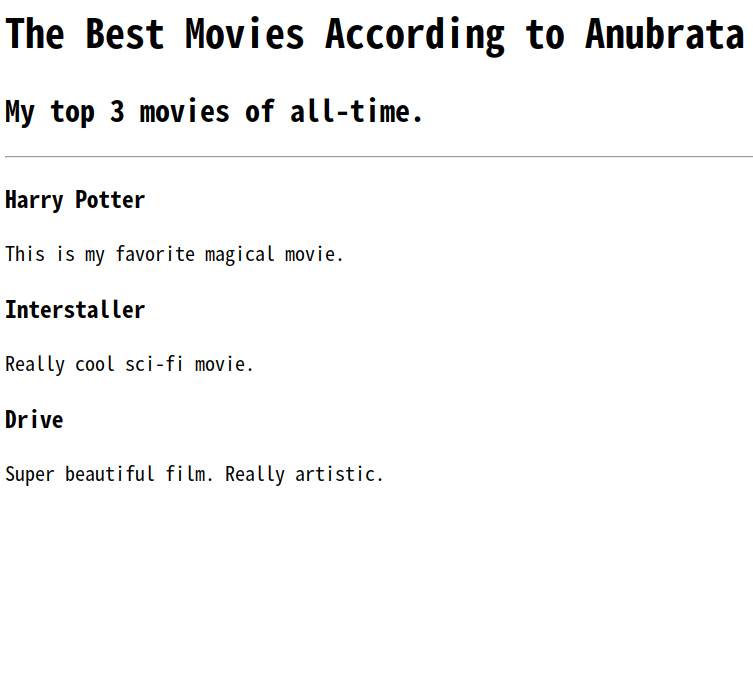 The Best Movies According to Anubrata
My top 3 movies of all-time.
Harry Potter
This is my favorite magical movie.
Interstaller
Really cool sci-fi movie.
Drive
Super beautiful film. Really artistic.